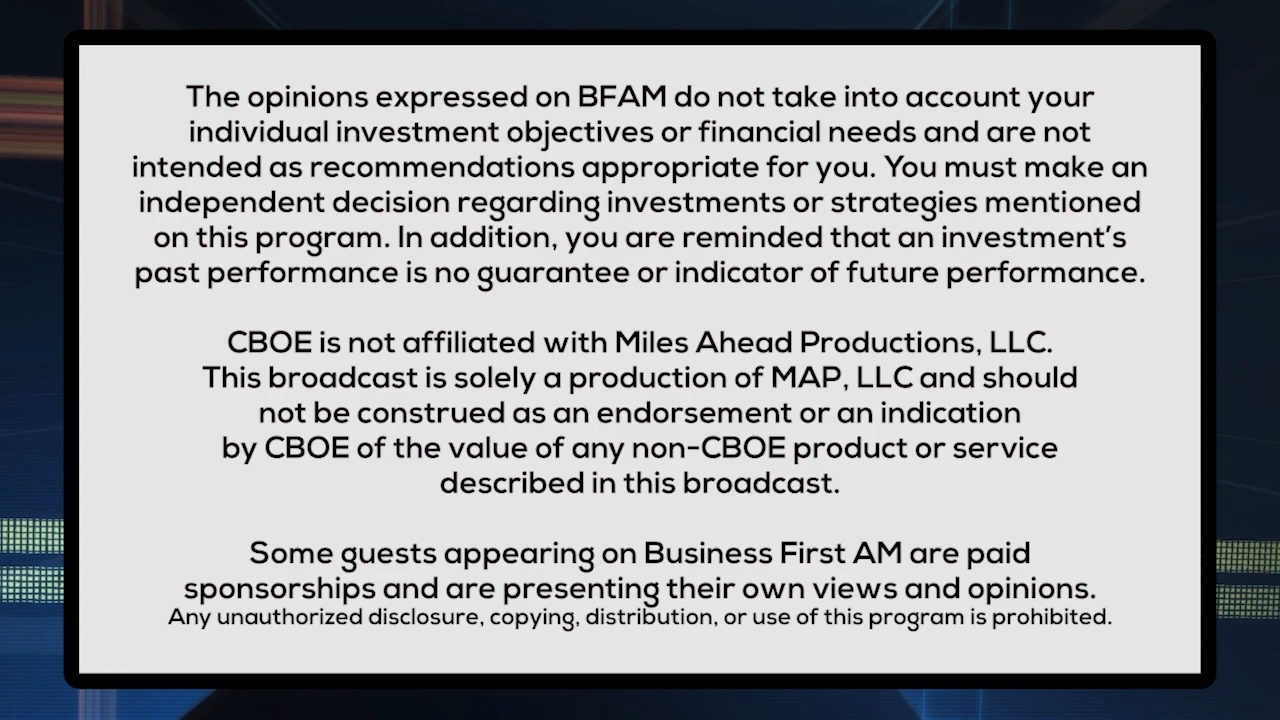 The opinions expressed on BFAM do not take into account your
individual investment objectives or financial needs and are not
intended as recommendations appropriate for you. You must make an
independent decision regarding investments or strategies mentioned
on this program. In addition, you are reminded that an investment's
past performance is no guarantee or indicator of future performance.
CBOE is not affiliated with Miles Ahead Productions, LLC.
This broadcast is solely a production of MAP, LLC and should
not be construed as an endorsement or an indication
by CBOE of the value of any non-CBOE product or service
described in this broadcast.
Some guests appearing on Business First AM are paid
sponsorships and are presenting their own views and opinions.
Any unauthorized disclosure, copying, distribution, or use of this program is prohibited.